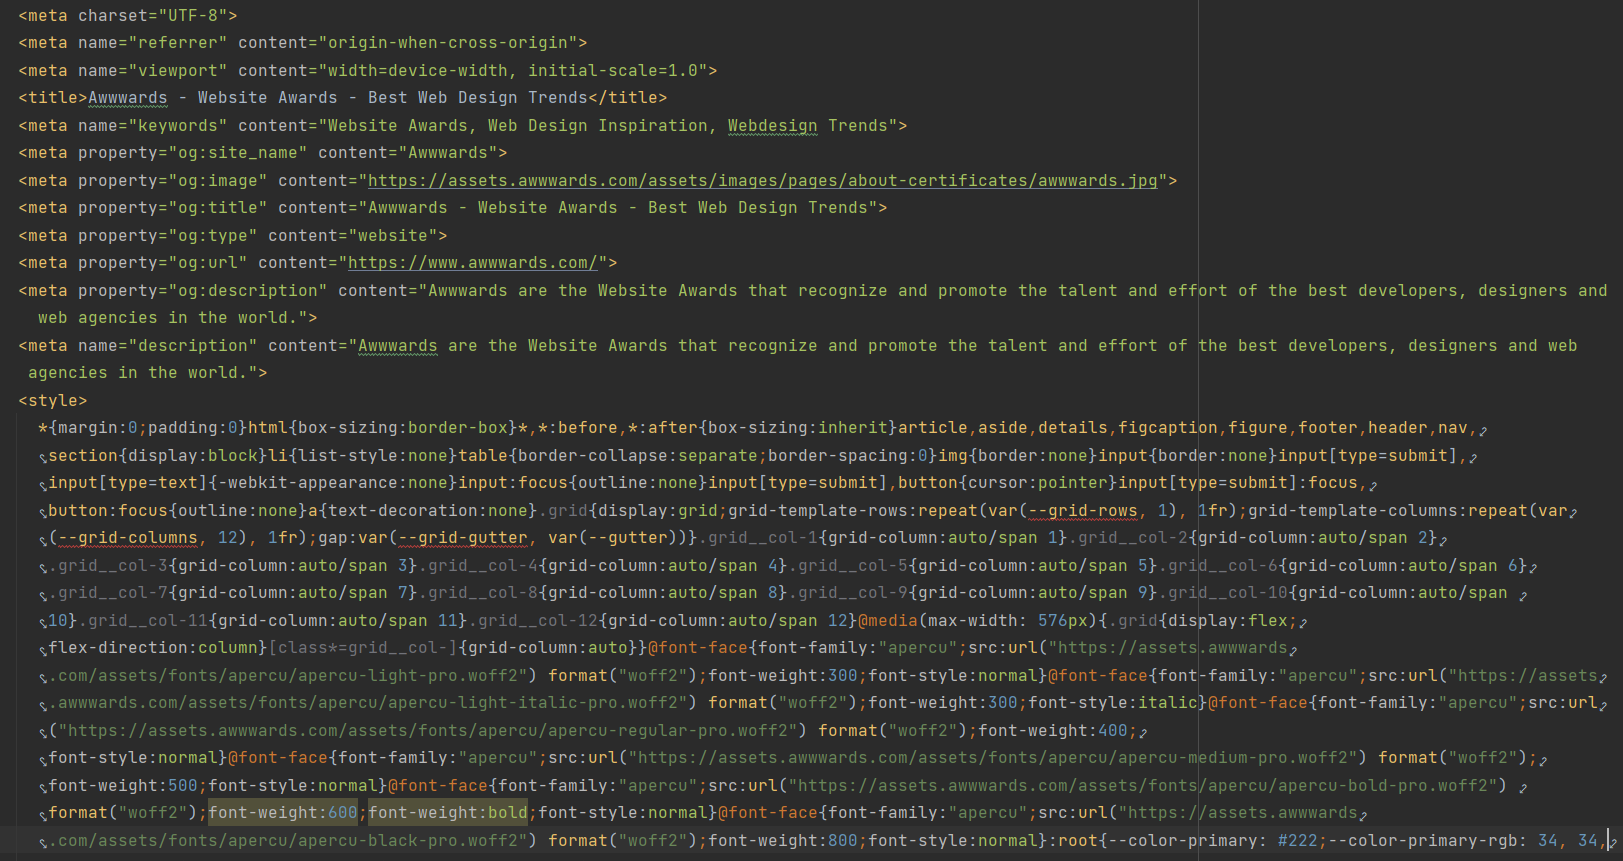 <meta charset="UTF-8">
<meta name="referrer" content="origin-when-cross-origin">
<meta name="viewport" content="width=device-width, initial-scale=1.0">
<title>Awwwards - Website Awards - Best Web Design Trends</title>
<meta name="keywords" content="Website Awards, Web Design Inspiration, Webdesign Trends">
<meta property="og:site_name" content="Awwwards">
<meta property="og:image" content="https://assets.awwwards.com/assets/images/pages/about-certificates/awwwards.jpg">
<meta property="og:title" content="Awwwards - Website Awards - Best Web Design Trends">
<meta property="og:type" content="website">
<meta property="og:url" content="https://www.awwwards.com/">
<meta property="og:description" content="Awwwards are the Website Awards that recognize and promote the talent and effort of the best developers, designers and
web agencies in the world.">
<meta name="description" content="Awwwards are the Website Awards that recognize and promote the talent and effort of the best developers, designers and web
agencies in the world.">
<style>
*{margin:0;padding:0}html{box-sizing:border-box}*,*:before,*:after{box-sizing:inherit}article,aside,details,figcaption,figure,footer,header,nav,
section{display:block}li{list-style:none}table{border-collapse:separate;border-spacing:0}img{border:none}input{border:none}input[type=submit],
input[type=text]{-webkit-appearance:none}input:focus{outline:none}input[type=submit],button{cursor:pointer}input[type=submit]:focus,
button:focus{outline:none}a{text-decoration:none}.grid{display:grid;grid-template-rows:repeat(var(--grid-rows, 1), 1fr);grid-template-columns:repeat(var
(--grid-columns, 12), 1fr);gap:var(--grid-gutter, var(--gutter))}.grid__col-1{grid-column:auto/span 1}.grid__col-2{grid-column:auto/span 2}
.grid__col-3{grid-column:auto/span 3}.grid__col-4{grid-column:auto/span 4}.grid__col-5{grid-column:auto/span 5}.grid__col-6{grid-column:auto/span 6}
.grid__col-7{grid-column:auto/span 7}.grid__col-8{grid-column:auto/span 8}.grid__col-9{grid-column:auto/span 9}.grid__col-10{grid-column:auto/span
10}.grid__col-11{grid-column:auto/span 11}.grid__col-12{grid-column:auto/span 12}@media(max-width: 576px){.grid{display:flex;
flex-direction:column}[class*=grid__col-]{grid-column:auto}}@font-face{font-family:"apercu";src:url("https://assets.awwwards
.com/assets/fonts/apercu/apercu-light-pro.woff2") format("woff2");font-weight:300;font-style:normal}@font-face{font-family:"apercu";src:url("https://assets
.awwwards.com/assets/fonts/apercu/apercu-light-italic-pro.woff2") format("woff2");font-weight:300;font-style:italic}@font-face{font-family:"apercu";src:url
("https://assets.awwwards.com/assets/fonts/apercu/apercu-regular-pro.woff2") format("woff2");font-weight:400;
font-style:normal}@font-face{font-family:"apercu";src:url("https://assets.awwwards.com/assets/fonts/apercu/apercu-medium-pro.woff2") format("woff2");
font-weight:500;font-style:normal}@font-face{font-family:"apercu";src:url("https://assets.awwwards.com/assets/fonts/apercu/apercu-bold-pro.woff2")
format("woff2");font-weight:600;font-weight:bold;font-style:normal}@font-face{font-family:"apercu";src:url("https://assets.awwwards
.com/assets/fonts/apercu/apercu-black-pro.woff2") format("woff2");font-weight:800;font-style:normal}:root{--color-primary: #222;--color-primary-rgb: 34, 34,